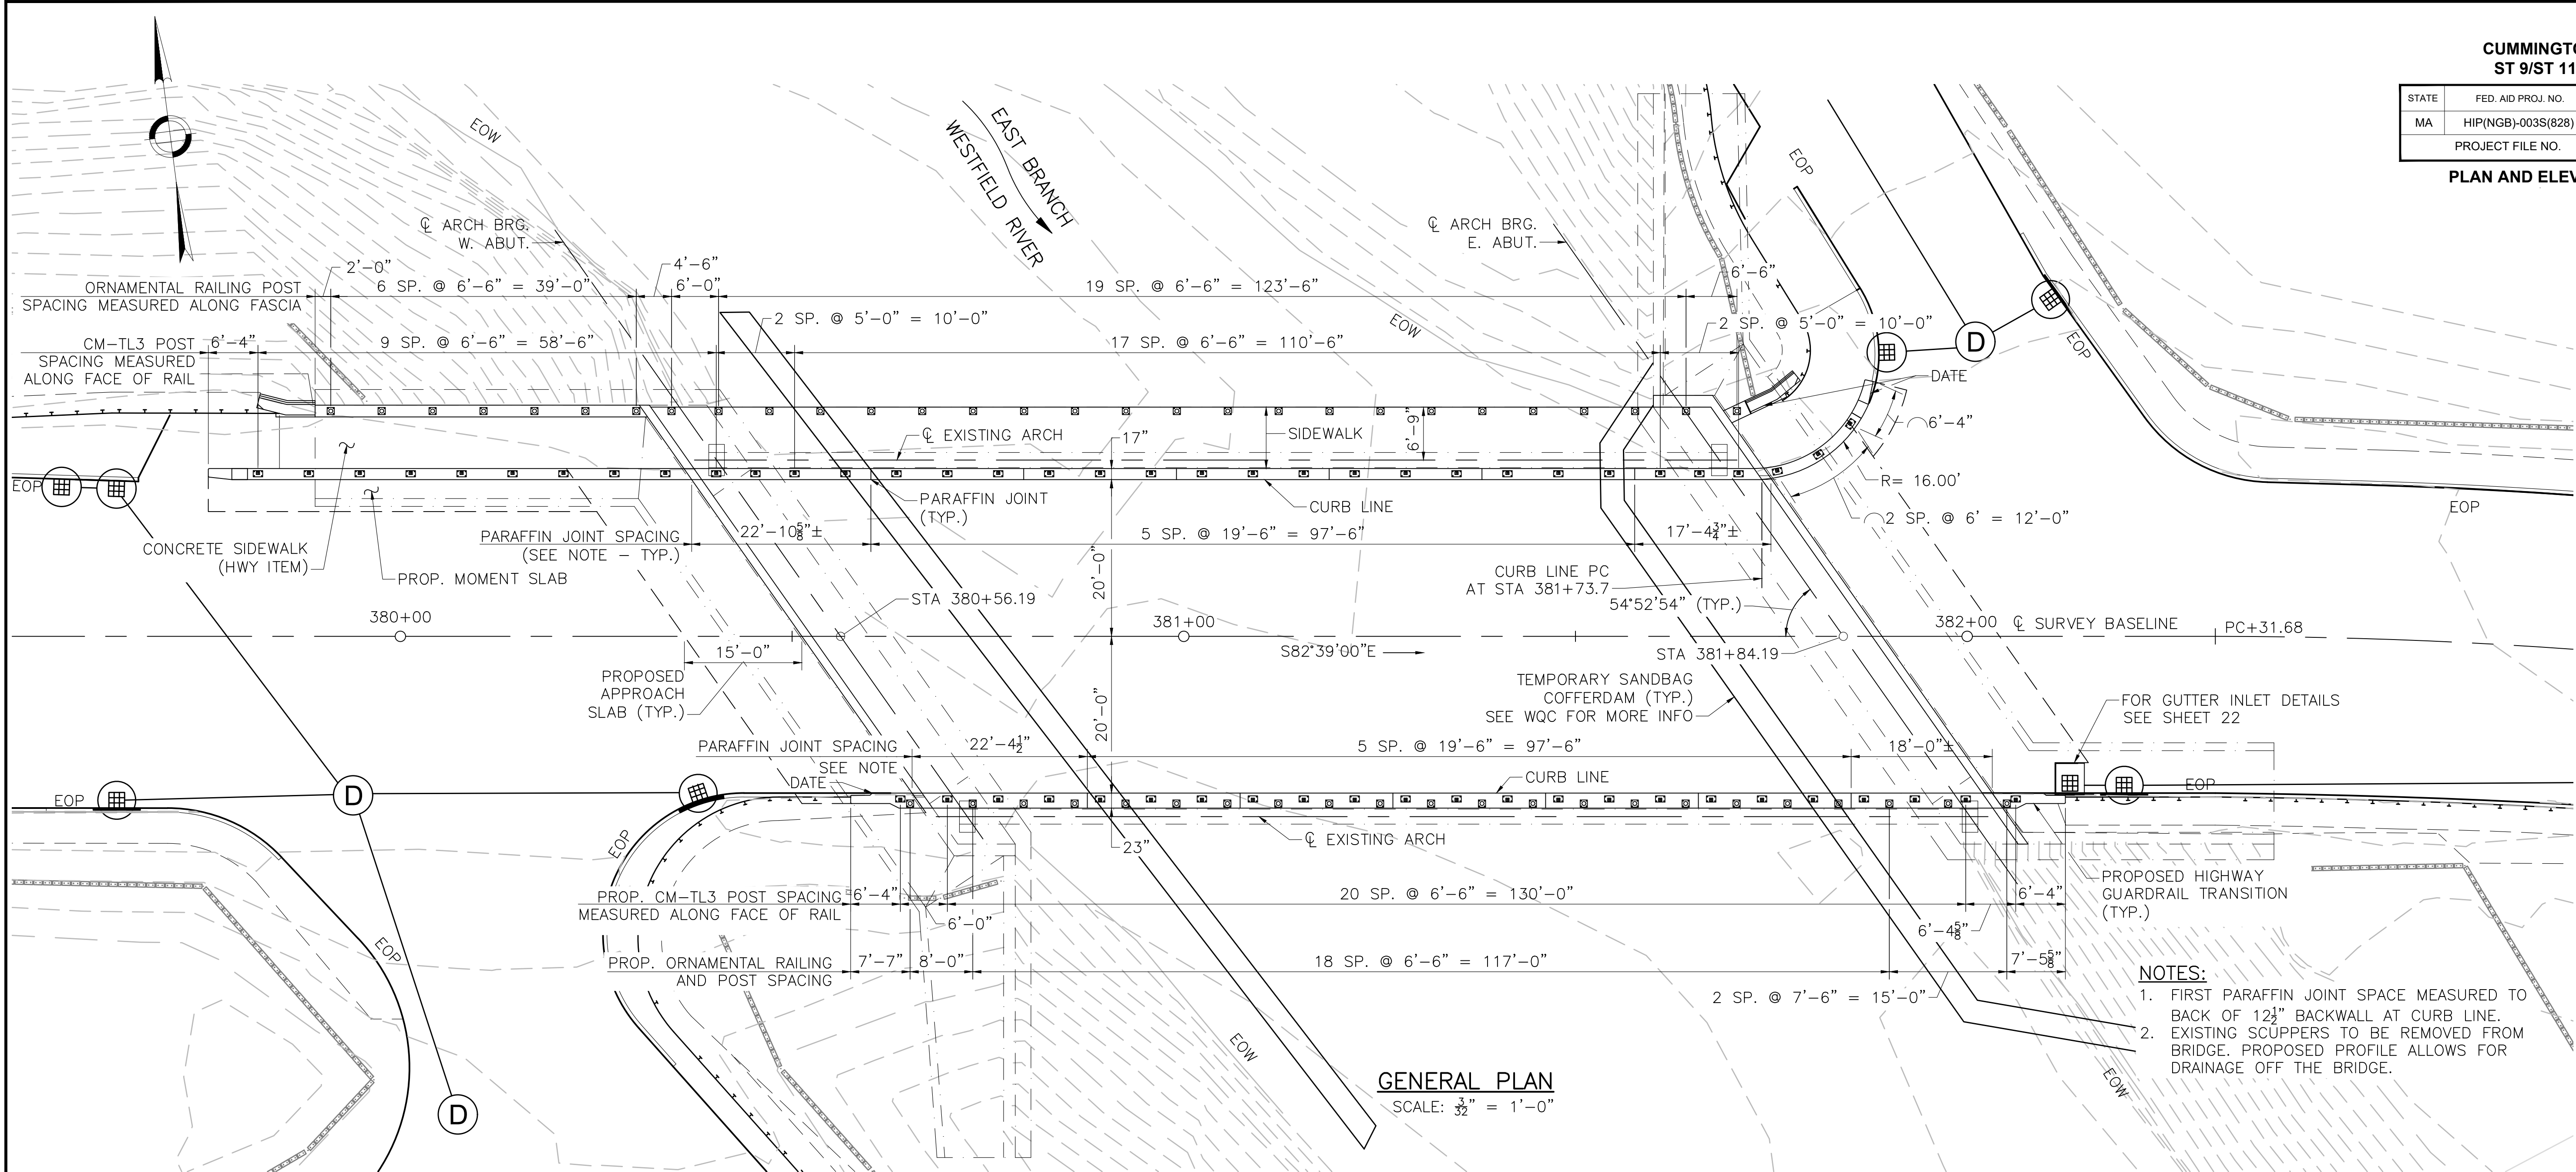 CUMMINGTO
ST 9/ST 11
STATE
FED. AID PROJ. NO.
MA
HIP(NGB)-003S(828)
PROJECT FILE NO.
PLAN AND ELEV
EOW
EAST BRANCH
WESTFIELD RIVER
EOP
℄ ARCH BRG.
W. ABUT.
℄ ARCH BRG.
E. ABUT.
2'-0"
4'-6"
6'-6"
ORNAMENTAL RAILING POST
SPACING MEASURED ALONG FASCIA
6 SP. @ 6'-6" = 39'-0"
6'-0"
19 SP. @ 6'-6" = 123'-6"
2 SP. @ 5'-0" = 10'-0"
EOW
2 SP. @ 5'-0" = 10'-0"
D
EOP
CM-TL3 POST
SPACING MEASURED
ALONG FACE OF RAIL
6'-4"
9 SP. @ 6'-6" = 58'-6"
17 SP. @ 6'-6" = 110'-6"
DATE
℄ EXISTING ARCH
17"
SIDEWALK
6'-9"
6'-4"
EOP
R= 16.00'
PARAFFIN JOINT
(TYP.)
CURB LINE
2 SP. @ 6' = 12'-0"
EOP
CONCRETE SIDEWALK
(HWY ITEM)
PROP. MOMENT SLAB
PARAFFIN JOINT SPACING
(SEE NOTE - TYP.)
22'-10⅝"±
5 SP. @ 19'-6" = 97'-6"
17'-4¾"±
20'-0"
CURB LINE PC
AT STA 381+73.7
54°52'54" (TYP.)
STA 380+56.19
380+00
381+00
382+00
℄ SURVEY BASELINE
PC+31.68
S82°39'00"E
STA 381+84.19
15'-0"
PROPOSED
APPROACH
SLAB (TYP.)
20'-0"
TEMPORARY SANDBAG
COFFERDAM (TYP.)
SEE WQC FOR MORE INFO
FOR GUTTER INLET DETAILS
SEE SHEET 22
PARAFFIN JOINT SPACING
SEE NOTE
22'-4½"
5 SP. @ 19'-6" = 97'-6"
18'-0"±
DATE
CURB LINE
EOP
D
EOP
EOP
23"
℄ EXISTING ARCH
PROP. CM-TL3 POST SPACING
MEASURED ALONG FACE OF RAIL
6'-4"
6'-0"
20 SP. @ 6'-6" = 130'-0"
6'-4⅝"
6'-4"
PROPOSED HIGHWAY
GUARDRAIL TRANSITION
(TYP.)
EOP
PROP. ORNAMENTAL RAILING
AND POST SPACING
7'-7"
8'-0"
18 SP. @ 6'-6" = 117'-0"
2 SP. @ 7'-6" = 15'-0"
7'-5⅝"
NOTES:
1. FIRST PARAFFIN JOINT SPACE MEASURED TO
BACK OF 12½" BACKWALL AT CURB LINE.
2. EXISTING SCUPPERS TO BE REMOVED FROM
BRIDGE. PROPOSED PROFILE ALLOWS FOR
DRAINAGE OFF THE BRIDGE.
EOW
EOW
D
GENERAL PLAN
SCALE: 3/32" = 1'-0"